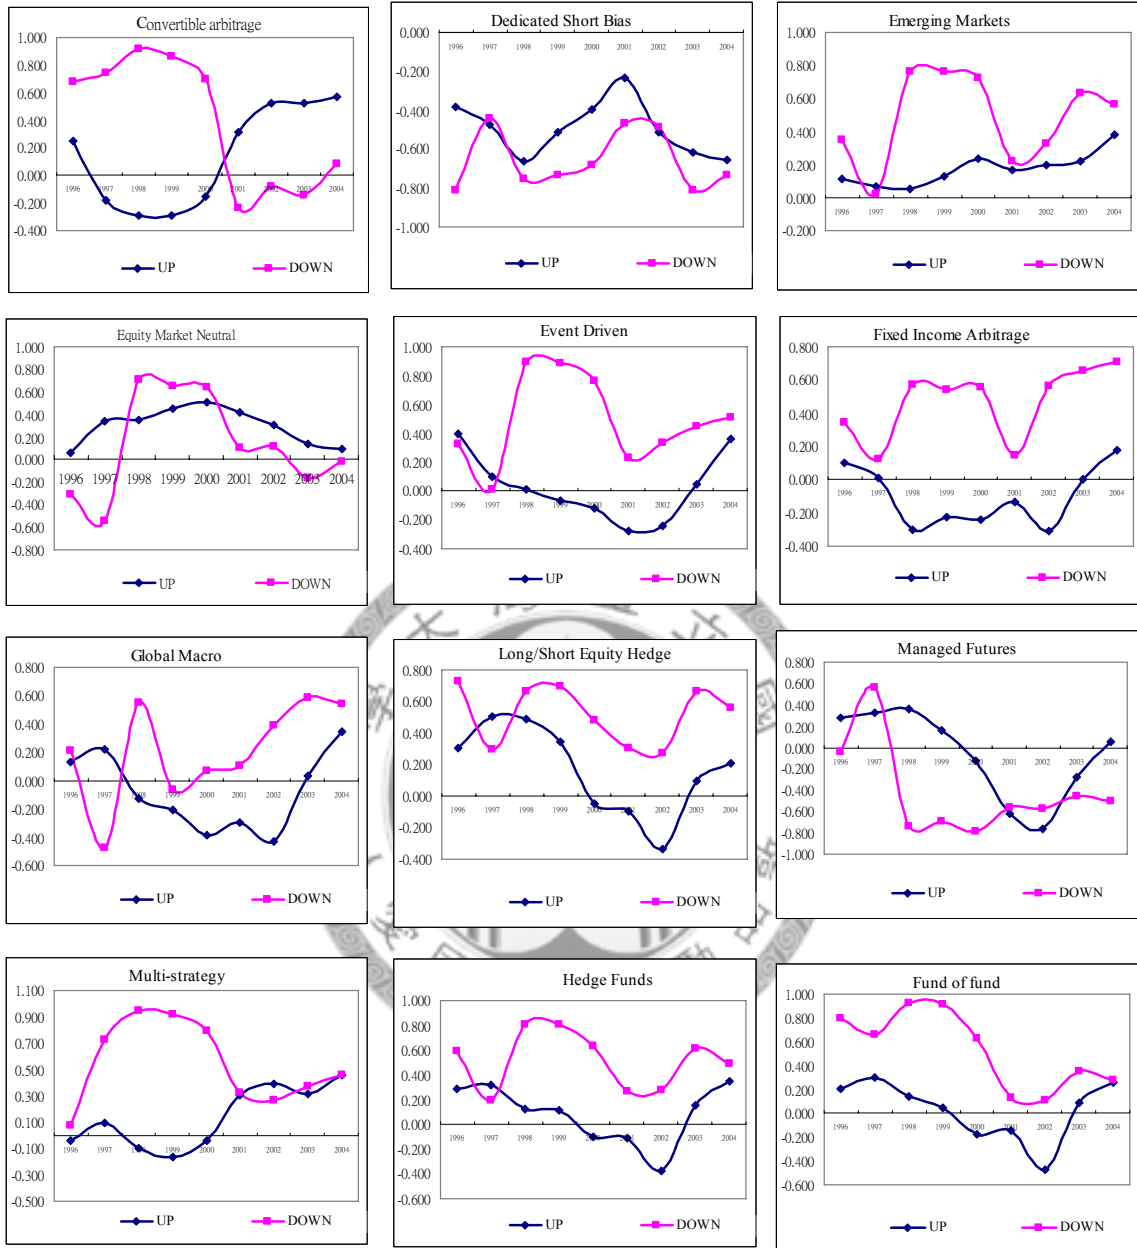 Convertible arbitrage
1.000
0.800
0.600
0.400
0.200
0.000
-0.200
-0.400
1996 1997 1998 1999 2000 2001 2002 2003 2004
UP DOWN
Dedicated Short Bias
0.000
-0.200
-0.400
-0.600
-0.800
-1.000
1996 1997 1998 1999 2000 2001 2002 2003 2004
UP DOWN
Emerging Markets
1.000
0.800
0.600
0.400
0.200
0.000
-0.200
1996 1997 1998 1999 2000 2001 2002 2003 2004
UP DOWN
Equity Market Neutral
1.000
0.800
0.600
0.400
0.200
0.000
-0.200
-0.400
-0.600
-0.800
1996 1997 1998 1999 2000 2001 2002 2003 2004
UP DOWN
Event Driven
1.000
0.800
0.600
0.400
0.200
0.000
-0.200
-0.400
1996 1997 1998 1999 2000 2001 2002 2003 2004
UP DOWN
Fixed Income Arbitrage
0.800
0.600
0.400
0.200
0.000
-0.200
-0.400
1996 1997 1998 1999 2000 2001 2002 2003 2004
UP DOWN
Global Macro
0.800
0.600
0.400
0.200
0.000
-0.200
-0.400
-0.600
1996 1997 1998 1999 2000 2001 2002 2003 2004
UP DOWN
Long/Short Equity Hedge
0.800
0.600
0.400
0.200
0.000
-0.200
-0.400
1996 1997 1998 1999 2000 2001 2002 2003 2004
UP DOWN
Managed Futures
0.800
0.600
0.400
0.200
0.000
-0.200
-0.400
-0.600
-0.800
-1.000
1996 1997 1998 1999 2000 2001 2002 2003 2004
UP DOWN
Multi-strategy
1.100
0.900
0.700
0.500
0.300
0.100
-0.100
-0.300
-0.500
1996 1997 1998 1999 2000 2001 2002 2003 2004
UP DOWN
Hedge Funds
1.000
0.800
0.600
0.400
0.200
0.000
-0.200
-0.400
-0.600
1996 1997 1998 1999 2000 2001 2002 2003 2004
UP DOWN
Fund of fund
1.000
0.800
0.600
0.400
0.200
0.000
-0.200
-0.400
-0.600
1996 1997 1998 1999 2000 2001 2002 2003 2004
UP DOWN